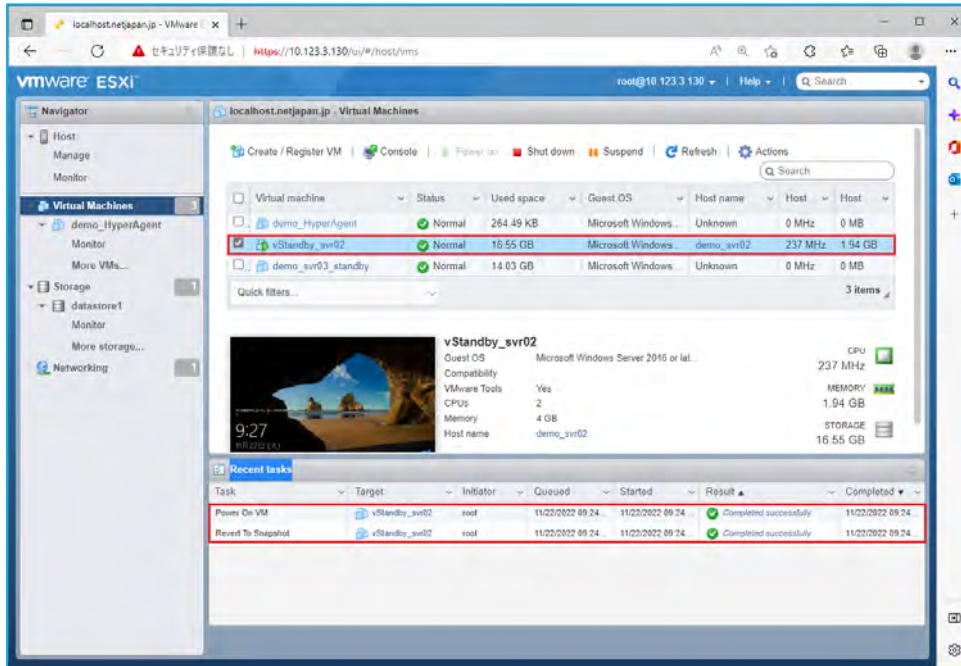 localhost.netjapan.jp - VMware E
セキュリティ保護なし | https://10.123.3.130/ui/#/host/vms
vmware ESXi
root@10.123.3.130 | Help | Search
Navigator
localhost.netjapan.jp - Virtual Machines
Host
Manage
Monitor
Virtual Machines 3
demo_HyperAgent
Monitor
More VMs...
Storage 1
datastore1
Monitor
More storage...
Networking 1
Create / Register VM | Console | Power on Shut down Suspend | Refresh | Actions
Search
Virtual machine Status Used space Guest OS Host name Host Host
demo_HyperAgent Normal 264.49 KB Microsoft Windows... Unknown 0 MHz 0 MB
vStandby_svr02 Normal 16.55 GB Microsoft Windows... demo_svr02 237 MHz 1.94 GB
demo_svr03_standby Normal 14.03 GB Microsoft Windows... Unknown 0 MHz 0 MB
Quick filters... 3 items
9:27
11月22日 (火)
vStandby_svr02
Guest OS Microsoft Windows Server 2016 or lat...
Compatibility
VMware Tools Yes
CPUs 2
Memory 4 GB
Host name demo_svr02
CPU
237 MHz
MEMORY
1.94 GB
STORAGE
16.55 GB
Recent tasks
Task Target Initiator Queued Started Result Completed
Power On VM vStandby_svr02 root 11/22/2022 09:24... 11/22/2022 09:24... Completed successfully 11/22/2022 09:24...
Revert To Snapshot vStandby_svr02 root 11/22/2022 09:24... 11/22/2022 09:24... Completed successfully 11/22/2022 09:24...